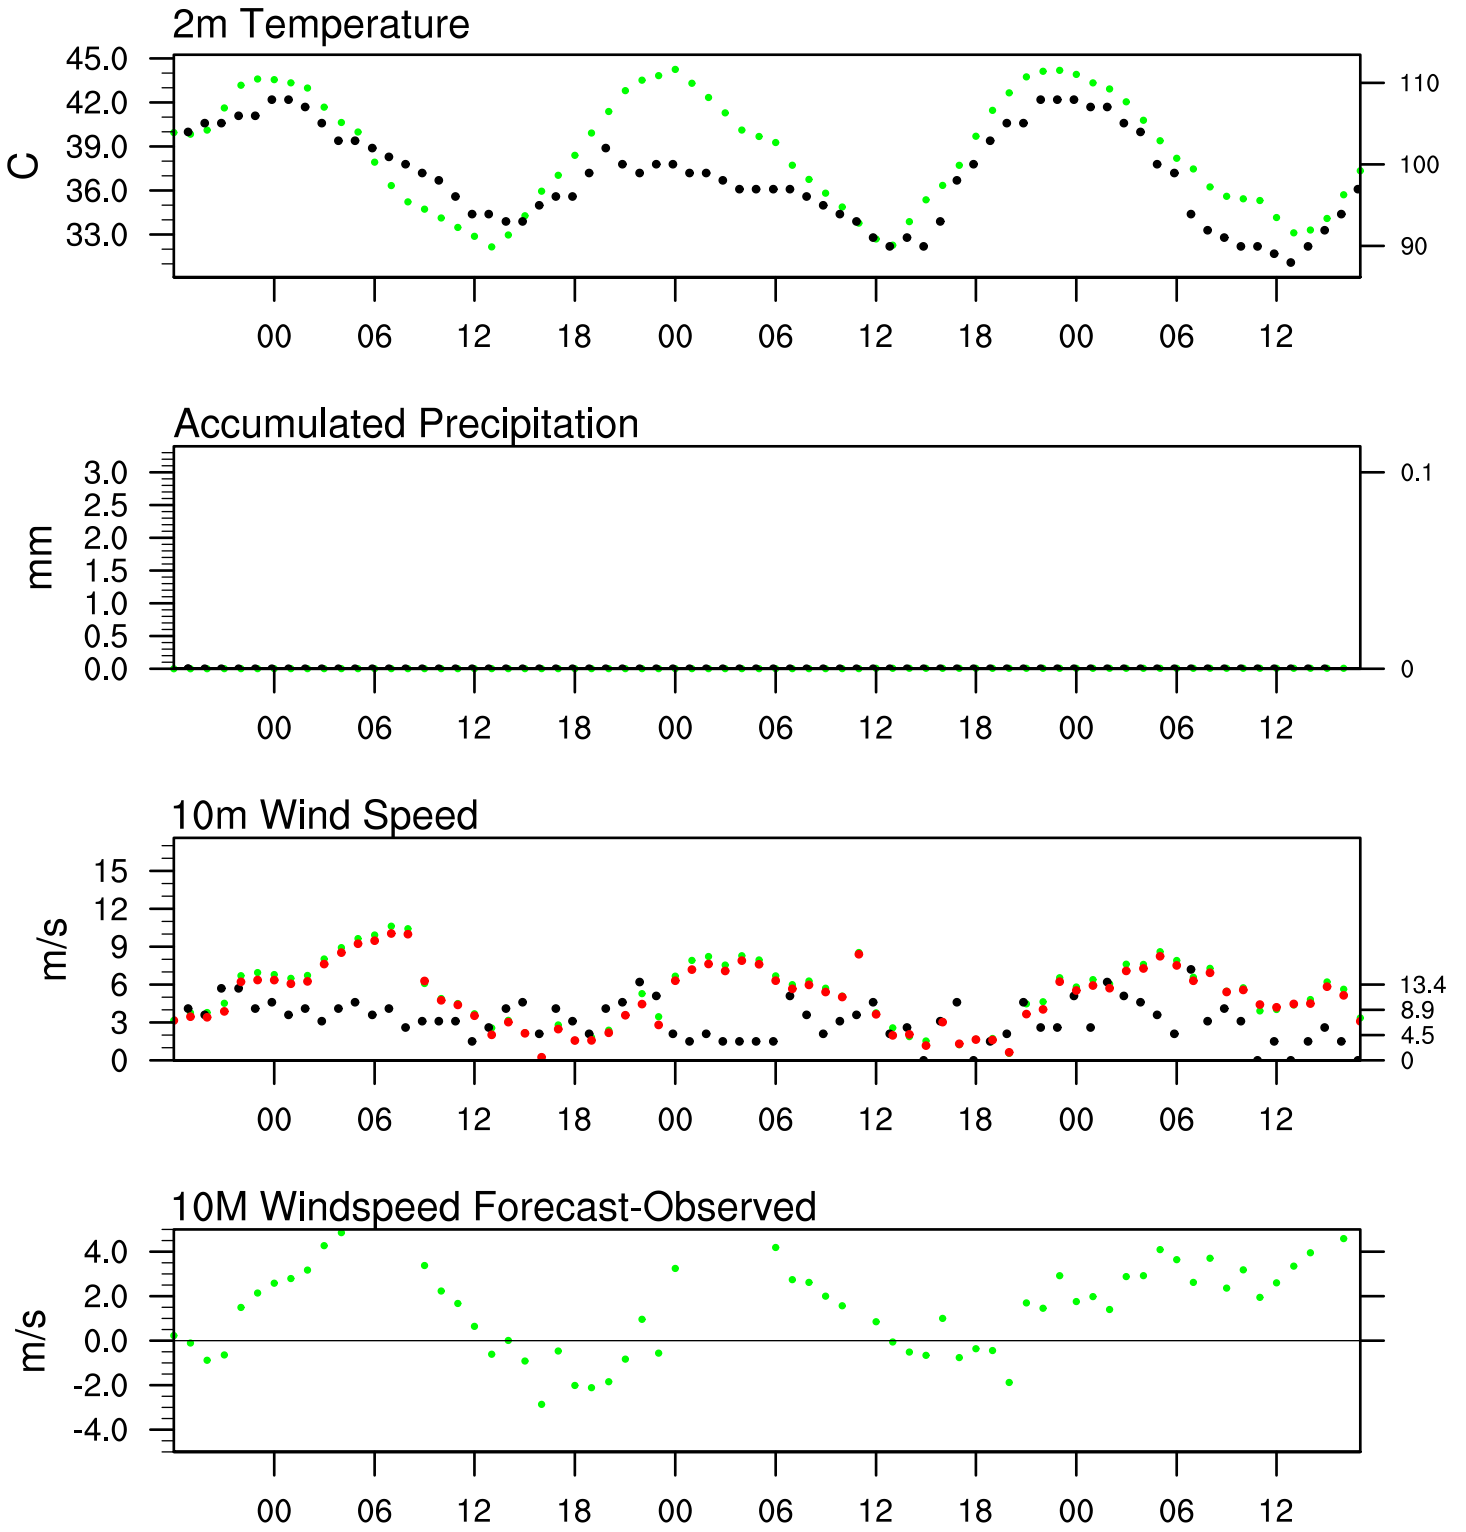 2m Temperature
45.0
42.0
39.0
36.0
33.0
C
110
100
90
00 06 12 18 00 06 12 18 00 06 12
Accumulated Precipitation
3.0
2.5
2.0
1.5
1.0
0.5
0.0
mm
0.1
0
00 06 12 18 00 06 12 18 00 06 12
10m Wind Speed
15
12
9
6
3
0
m/s
13.4
8.9
4.5
0
00 06 12 18 00 06 12 18 00 06 12
10M Windspeed Forecast-Observed
4.0
2.0
0.0
-2.0
-4.0
m/s
00 06 12 18 00 06 12 18 00 06 12